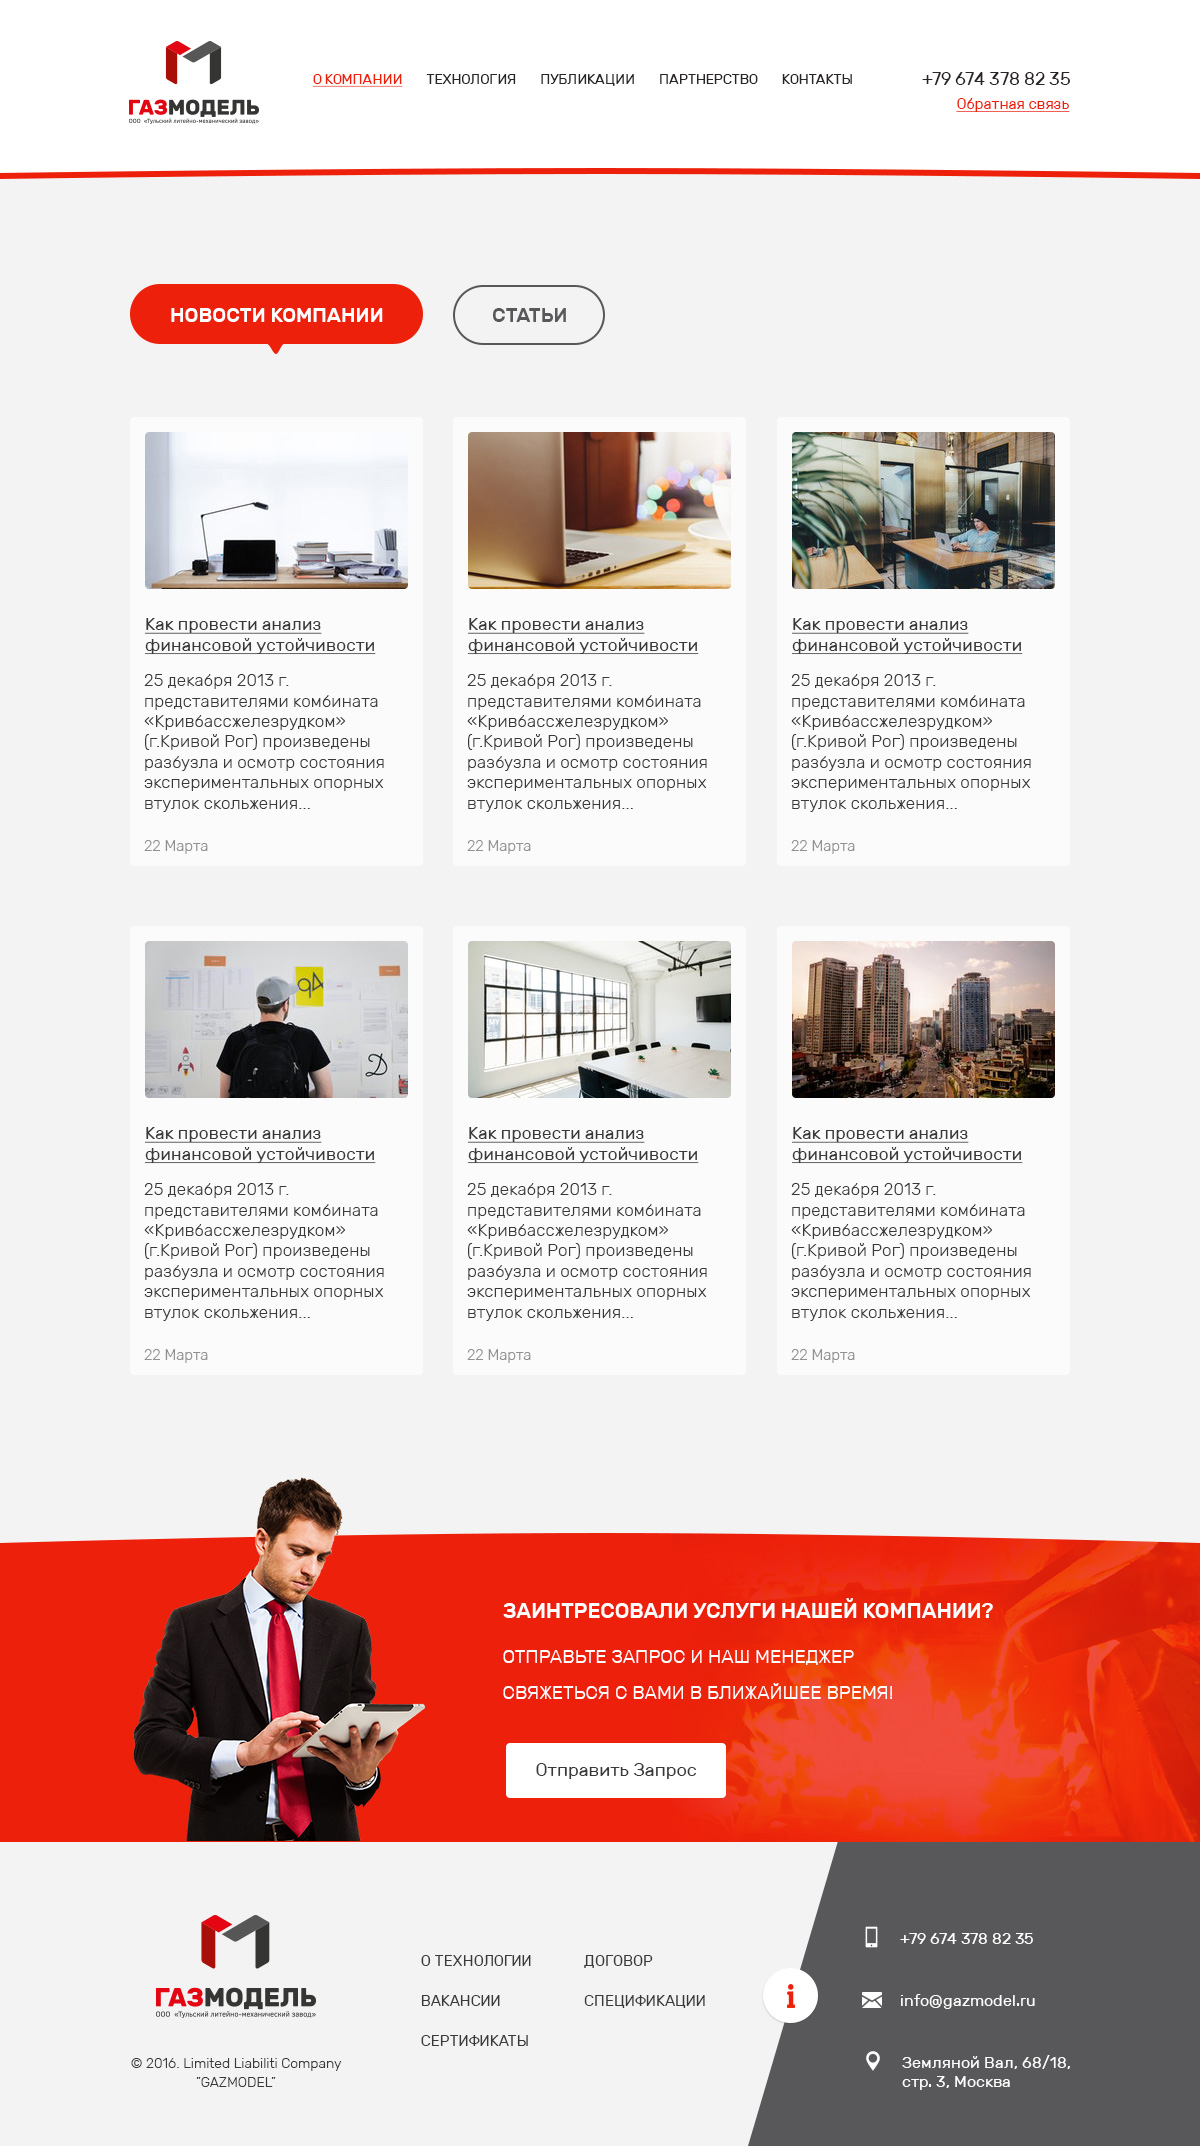 ГАЗМОДЕЛЬ
ООО «Тульский литейно-механический завод»
О КОМПАНИИ ТЕХНОЛОГИЯ ПУБЛИКАЦИИ ПАРТНЕРСТВО КОНТАКТЫ
+79 674 378 82 35
Обратная связь
НОВОСТИ КОМПАНИИ
СТАТЬИ
Как провести анализ
финансовой устойчивости
25 декабря 2013 г.
представителями комбината
«Кривбассжелезрудком»
(г.Кривой Рог) произведены
разбузла и осмотр состояния
экспериментальных опорных
втулок скольжения...
22 Марта
Как провести анализ
финансовой устойчивости
25 декабря 2013 г.
представителями комбината
«Кривбассжелезрудком»
(г.Кривой Рог) произведены
разбузла и осмотр состояния
экспериментальных опорных
втулок скольжения...
22 Марта
Как провести анализ
финансовой устойчивости
25 декабря 2013 г.
представителями комбината
«Кривбассжелезрудком»
(г.Кривой Рог) произведены
разбузла и осмотр состояния
экспериментальных опорных
втулок скольжения...
22 Марта
Как провести анализ
финансовой устойчивости
25 декабря 2013 г.
представителями комбината
«Кривбассжелезрудком»
(г.Кривой Рог) произведены
разбузла и осмотр состояния
экспериментальных опорных
втулок скольжения...
22 Марта
Как провести анализ
финансовой устойчивости
25 декабря 2013 г.
представителями комбината
«Кривбассжелезрудком»
(г.Кривой Рог) произведены
разбузла и осмотр состояния
экспериментальных опорных
втулок скольжения...
22 Марта
Как провести анализ
финансовой устойчивости
25 декабря 2013 г.
представителями комбината
«Кривбассжелезрудком»
(г.Кривой Рог) произведены
разбузла и осмотр состояния
экспериментальных опорных
втулок скольжения...
22 Марта
ЗАИНТРЕСОВАЛИ УСЛУГИ НАШЕЙ КОМПАНИИ?
ОТПРАВЬТЕ ЗАПРОС И НАШ МЕНЕДЖЕР
СВЯЖЕТЬСЯ С ВАМИ В БЛИЖАЙШЕЕ ВРЕМЯ!
Отправить Запрос
ГАЗМОДЕЛЬ
ООО «Тульский литейно-механический завод»
© 2016. Limited Liabiliti Company
"GAZMODEL"
О ТЕХНОЛОГИИ
ВАКАНСИИ
СЕРТИФИКАТЫ
ДОГОВОР
СПЕЦИФИКАЦИИ
i
+79 674 378 82 35
info@gazmodel.ru
Земляной Вал, 68/18,
стр. 3, Москва